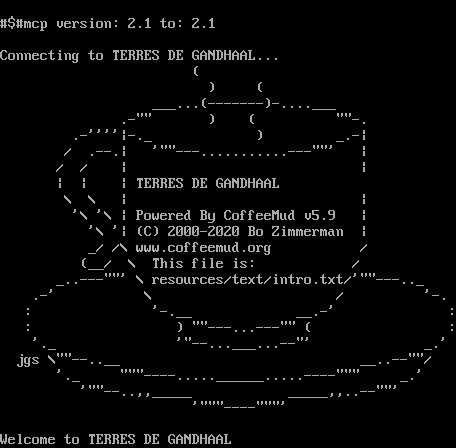 #$#mcp version: 2.1 to: 2.1
Connecting to TERRES DE GANDHAAL...
TERRES DE GANDHAAL
Powered By CoffeeMud v5.9
(C) 2000-2020 Bo Zimmerman
www.coffeemud.org
This file is:
resources/text/intro.txt
jgs
Welcome to TERRES DE GANDHAAL